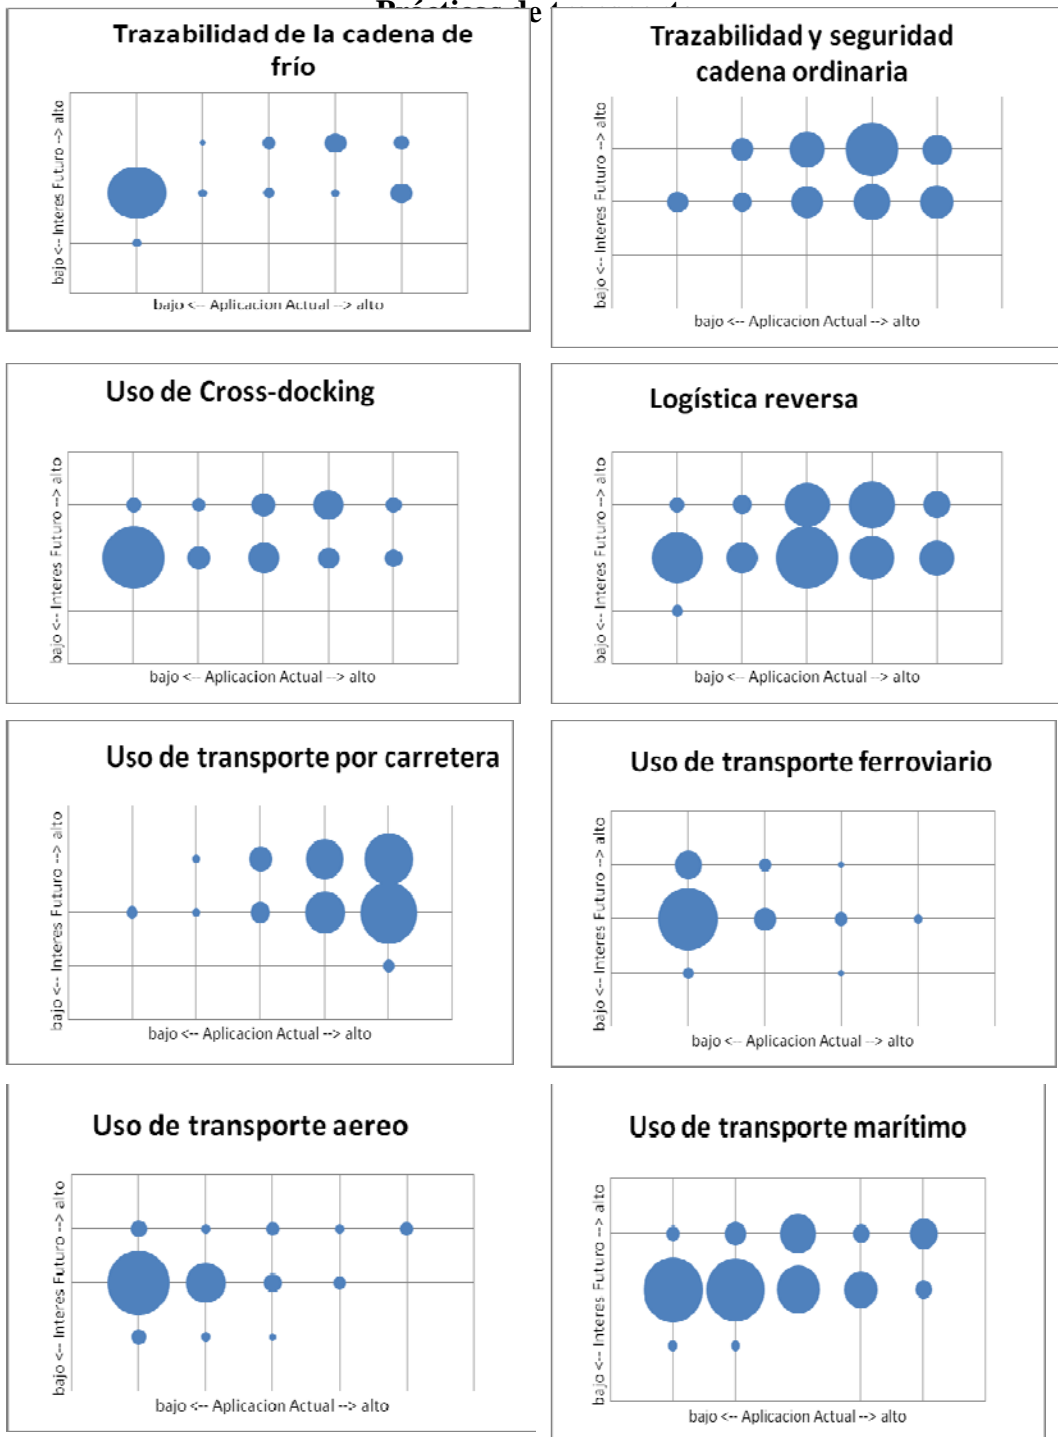 de
Trazabilidad de la cadena de
frío
bajo <-- Interes Futuro --> alto
bajo <-- Aplicacion Actual --> alto
Trazabilidad y seguridad
cadena ordinaria
bajo <-- Interes Futuro --> alto
bajo <-- Aplicacion Actual --> alto
Uso de Cross-docking
bajo <-- Interes Futuro --> alto
bajo <-- Aplicacion Actual --> alto
Logística reversa
bajo <-- Interes Futuro --> alto
bajo <-- Aplicacion Actual --> alto
Uso de transporte por carretera
bajo <-- Interes Futuro --> alto
bajo <-- Aplicacion Actual --> alto
Uso de transporte ferroviario
bajo <-- Interes Futuro --> alto
bajo <-- Aplicacion Actual --> alto
Uso de transporte aereo
bajo <-- Interes Futuro --> alto
bajo <-- Aplicacion Actual --> alto
Uso de transporte marítimo
bajo <-- Interes Futuro --> alto
bajo <-- Aplicacion Actual --> alto